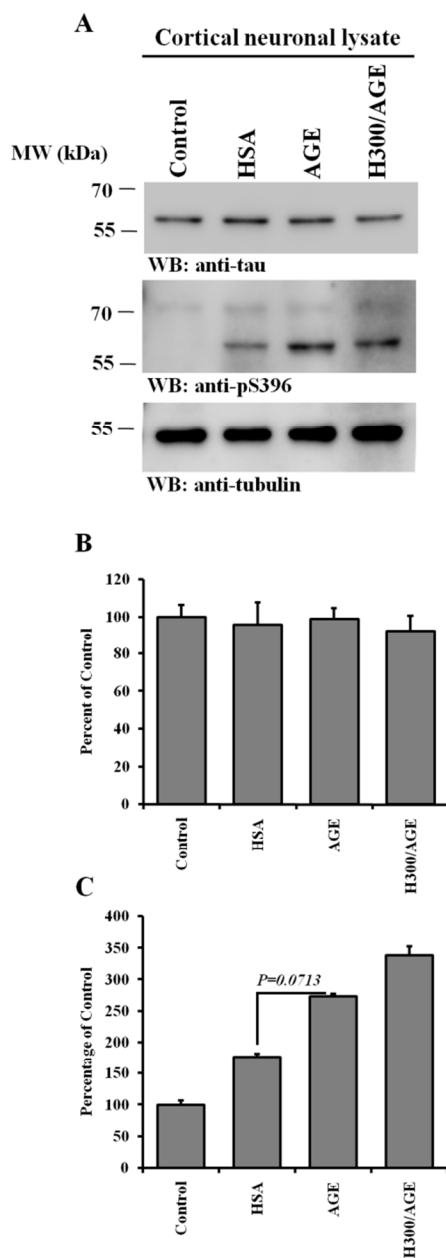 A
Cortical neuronal lysate
Control
HSA
AGE
H300/AGE
MW (kDa)
70
55
WB: anti-tau
70
55
WB: anti-pS396
55
WB: anti-tubulin
B
Percent of Control
120
100
80
60
40
20
0
Control
HSA
AGE
H300/AGE
C
Percentage of Control
400
350
300
250
200
150
100
50
0
P=0.0713
Control
HSA
AGE
H300/AGE